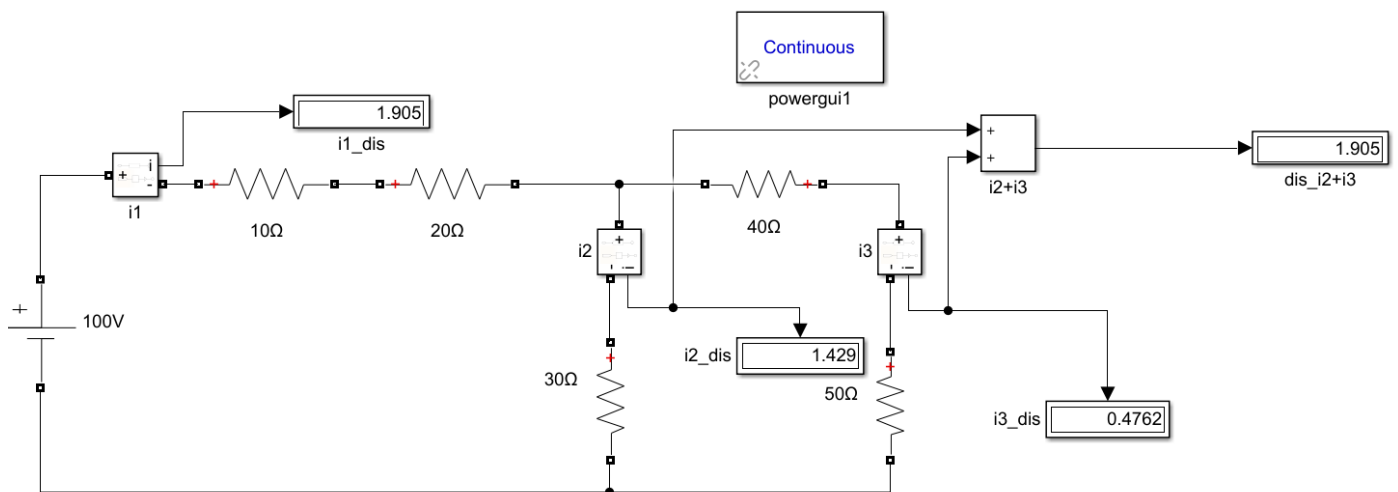 Continuous
powergui1
1.905
i1_dis
i
+
-
i1
10Ω
20Ω
40Ω
+
+
i2+i3
1.905
dis_i2+i3
i2
+
i3
+
+
100V
i2_dis
1.429
30Ω
50Ω
i3_dis
0.4762